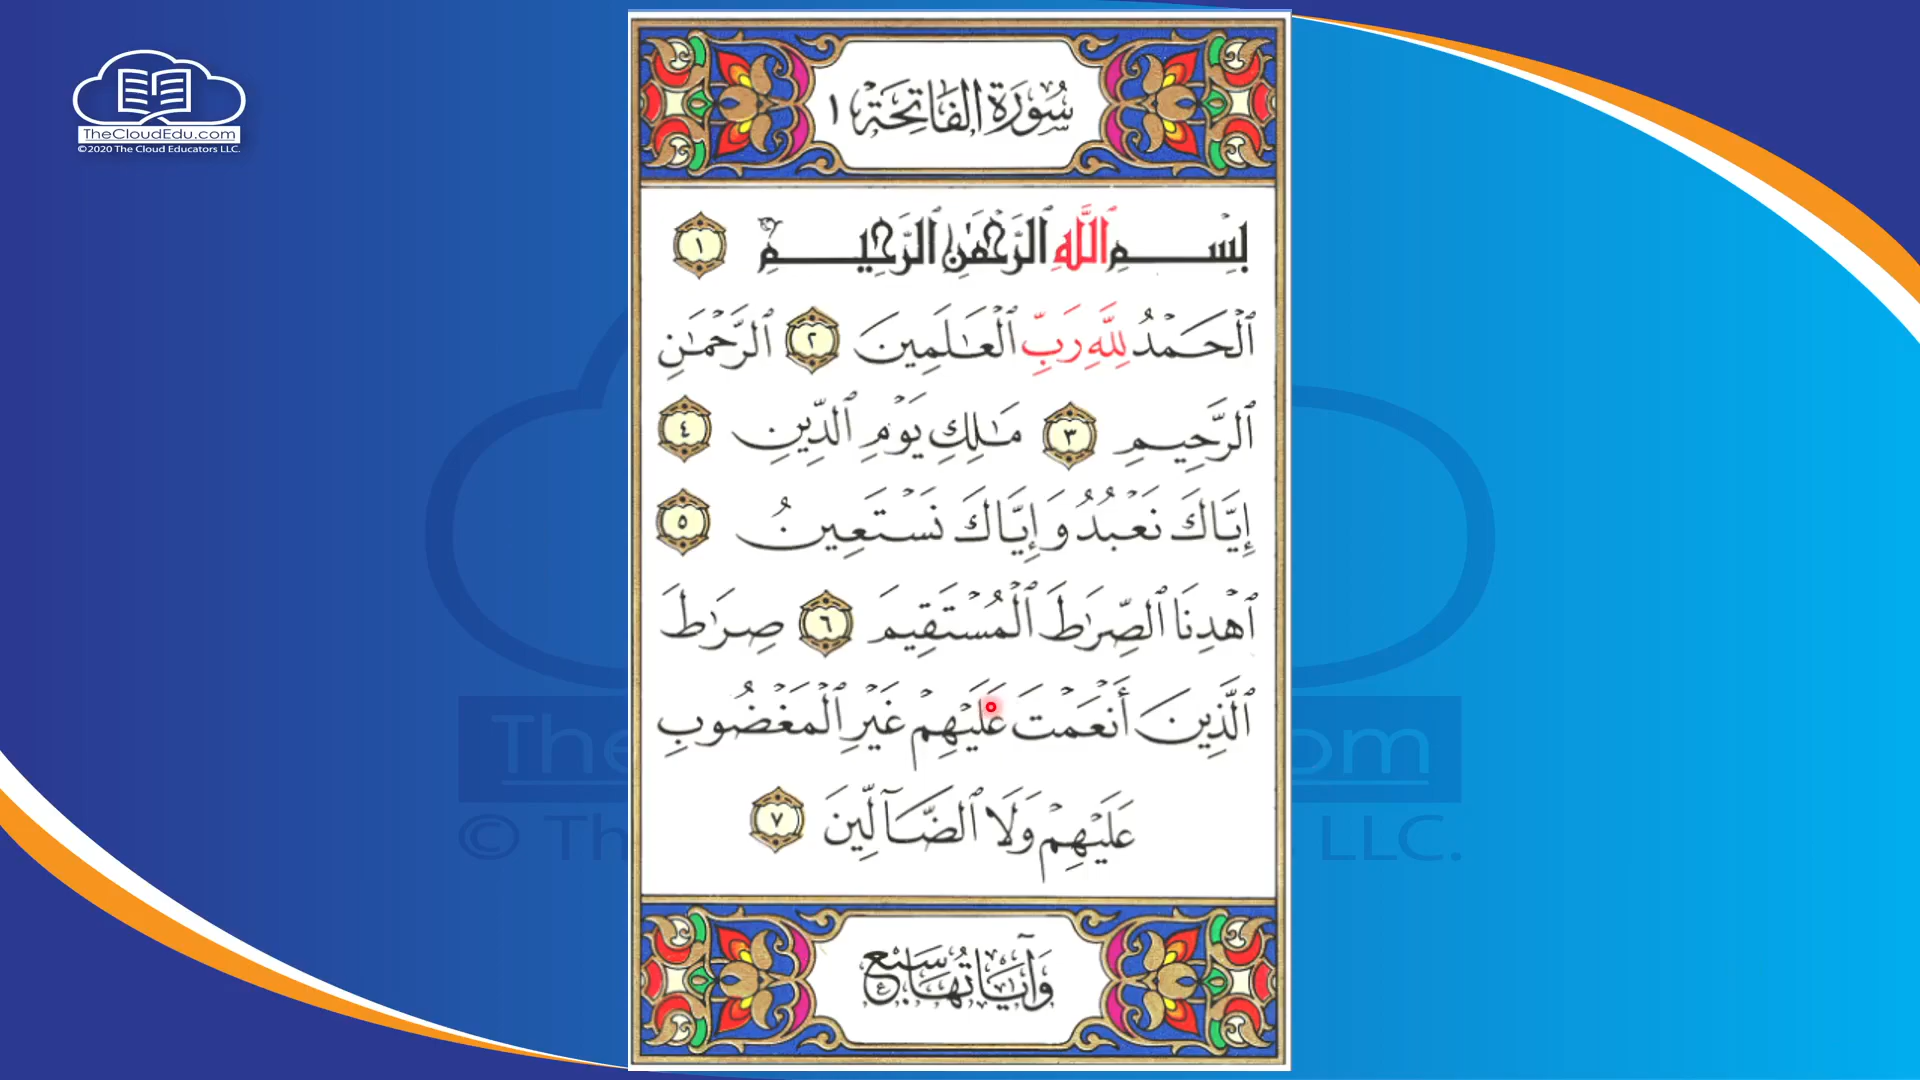 TheCloudEdu.com
©2020 The Cloud Educators LLC.
سُورَةُ الفَاتِحَةِ ١
بِسْمِ ٱللَّهِ ٱلرَّحْمَٰنِ ٱلرَّحِيمِ ١
ٱلْحَمْدُ لِلَّهِ رَبِّ ٱلْعَٰلَمِينَ ٢ ٱلرَّحْمَٰنِ
ٱلرَّحِيمِ ٣ مَٰلِكِ يَوْمِ ٱلدِّينِ ٤
إِيَّاكَ نَعْبُدُ وَإِيَّاكَ نَسْتَعِينُ ٥
ٱهْدِنَا ٱلصِّرَٰطَ ٱلْمُسْتَقِيمَ ٦ صِرَٰطَ
ٱلَّذِينَ أَنْعَمْتَ عَلَيْهِمْ غَيْرِ ٱلْمَغْضُوبِ
عَلَيْهِمْ وَلَا ٱلضَّآلِّينَ ٧
وَآيَاتُهَا سَبْعٌ